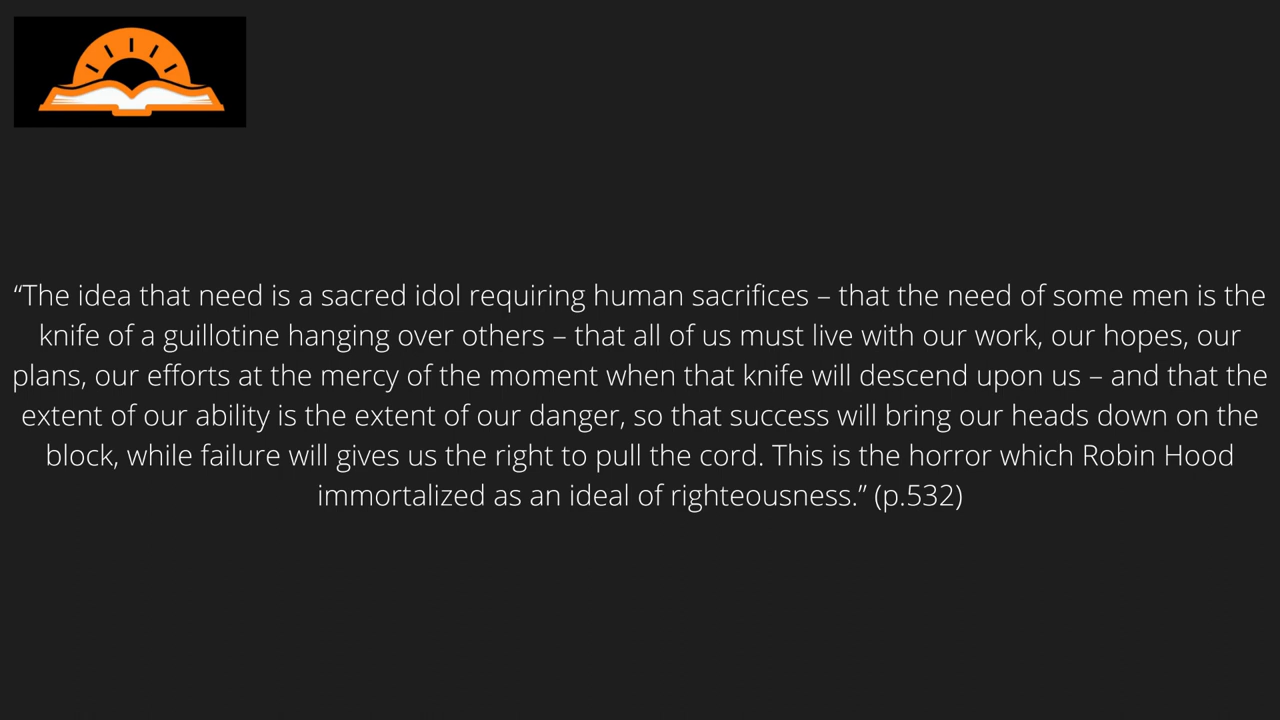 “The idea that need is a sacred idol requiring human sacrifices – that the need of some men is the
knife of a guillotine hanging over others – that all of us must live with our work, our hopes, our
plans, our efforts at the mercy of the moment when that knife will descend upon us – and that the
extent of our ability is the extent of our danger, so that success will bring our heads down on the
block, while failure will gives us the right to pull the cord. This is the horror which Robin Hood
immortalized as an ideal of righteousness.” (p.532)